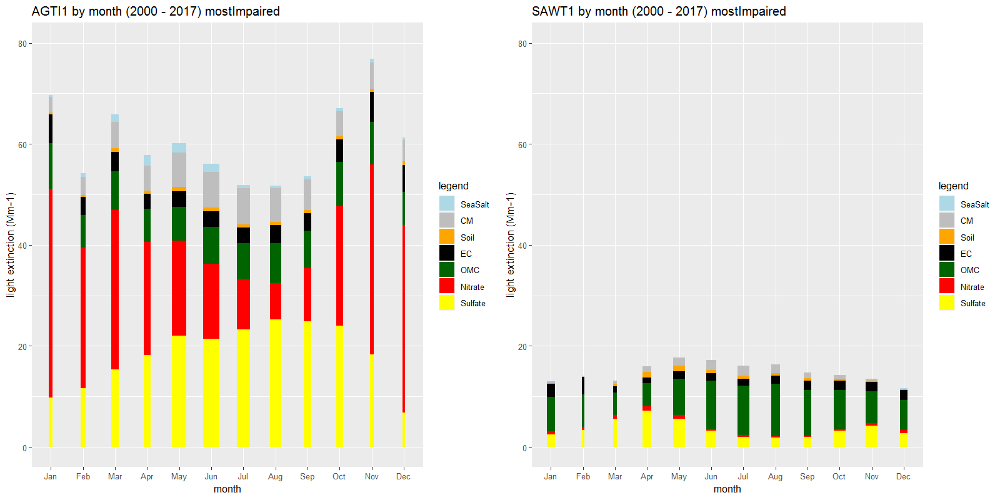 AGTI1 by month (2000 - 2017) mostImpaired
light extinction (Mm-1)
80
60
40
20
0
Jan Feb Mar Apr May Jun Jul Aug Sep Oct Nov Dec
month
legend
SeaSalt
CM
Soil
EC
OMC
Nitrate
Sulfate
SAWT1 by month (2000 - 2017) mostImpaired
light extinction (Mm-1)
80
60
40
20
0
Jan Feb Mar Apr May Jun Jul Aug Sep Oct Nov Dec
month
legend
SeaSalt
CM
Soil
EC
OMC
Nitrate
Sulfate